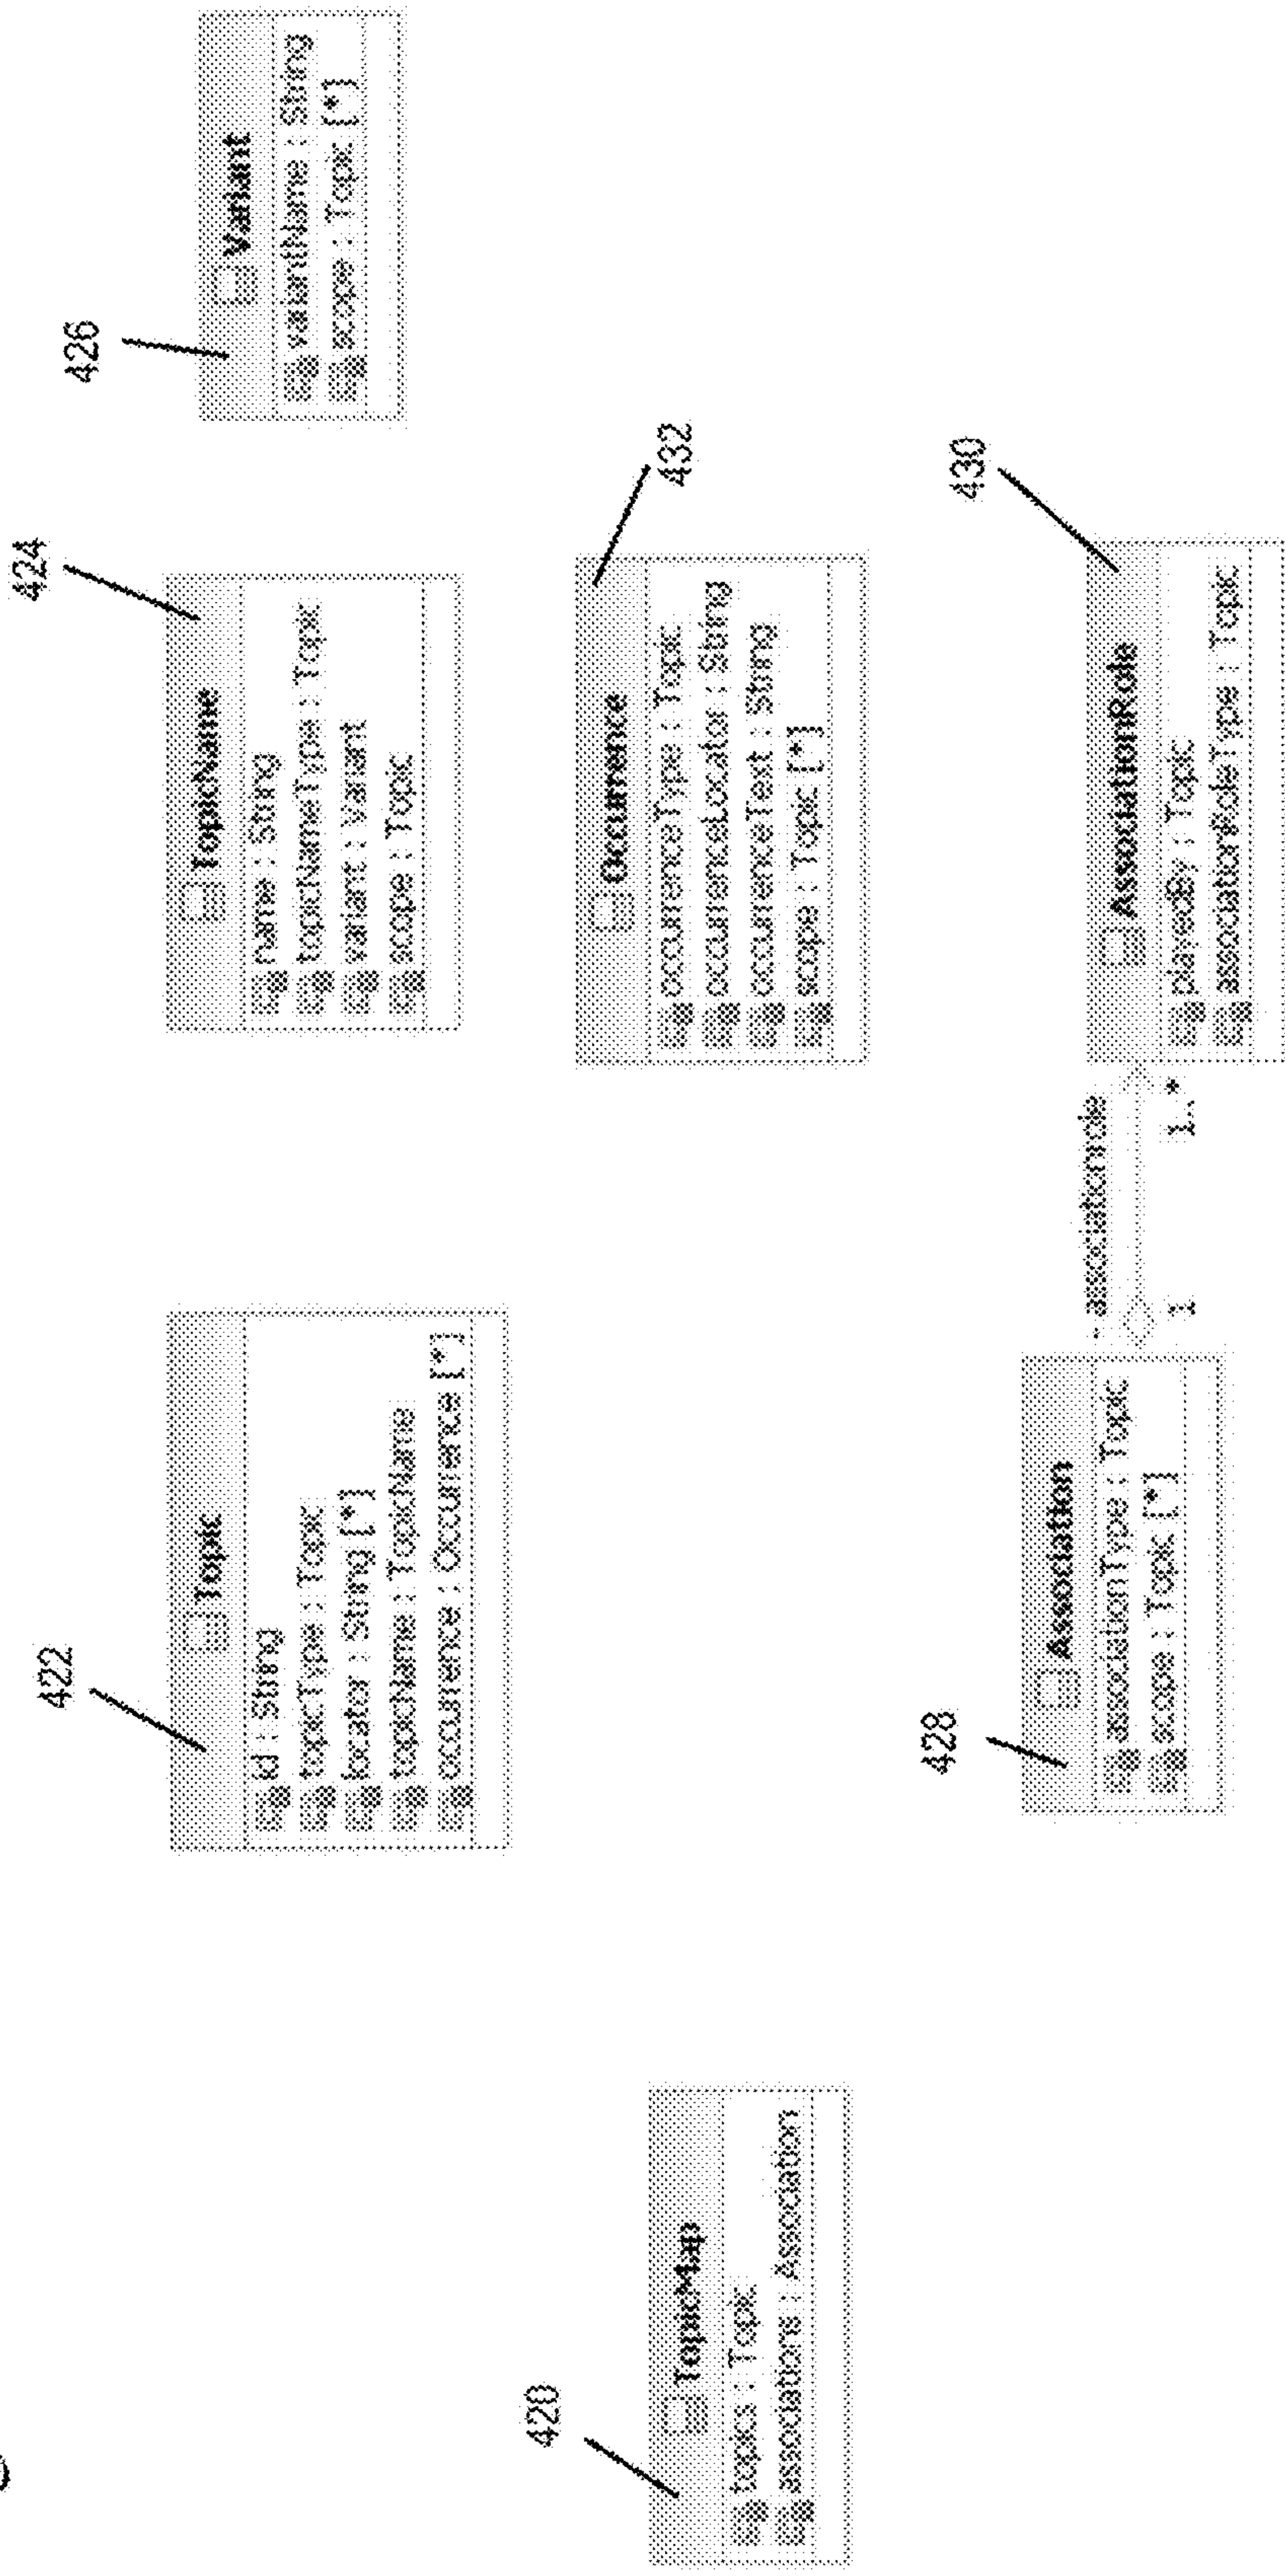 420
TopicMap
topics : Topic
associations : Association
422
Topic
id : String
topicType : Topic
locator : String [*]
topicName : TopicName
occurrence : Occurrence [*]
424
TopicName
name : String
topicNameType : Topic
variant : Variant
scope : Topic
426
Variant
variantName : String
scope : Topic [*]
432
Occurrence
occurrenceType : Topic
occurrenceLocator : String
occurrenceText : String
scope : Topic [*]
428
Association
associationType : Topic
scope : Topic [*]
- associationrole
1
1..*
430
AssociationRole
playedBy : Topic
associationRoleType : Topic